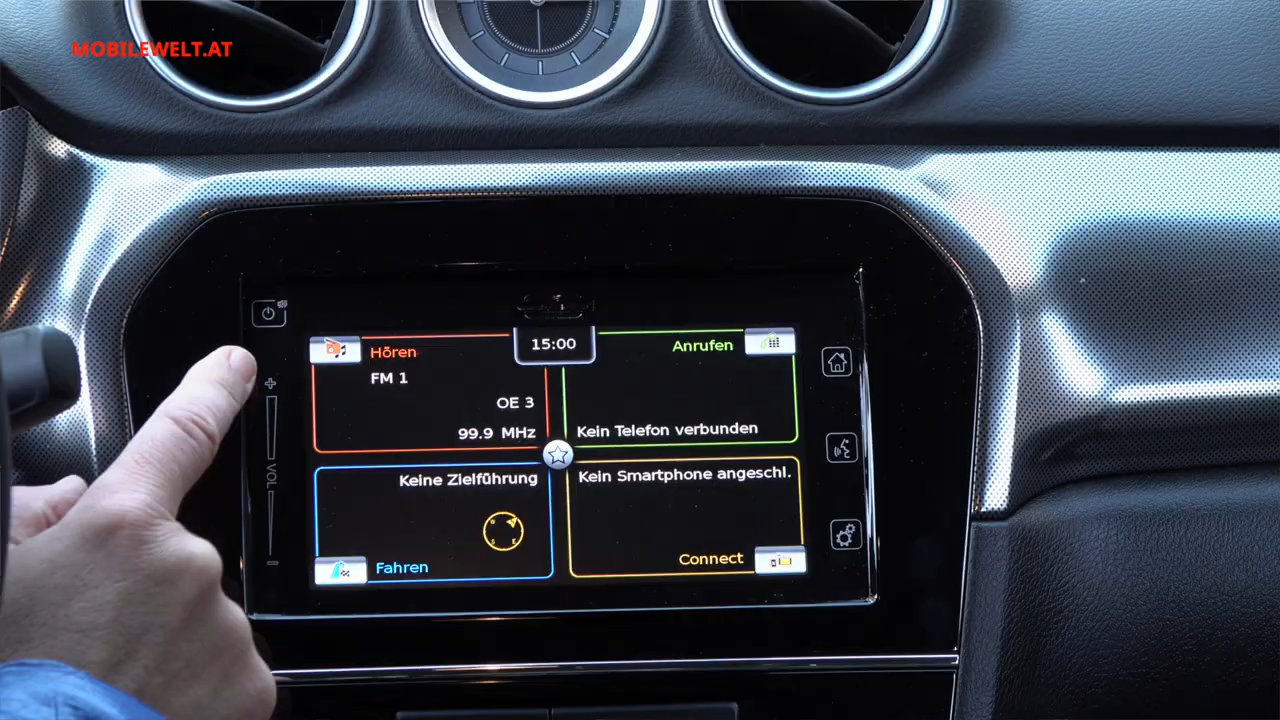 MOBILEWELT.AT
Hören
15:00
Anrufen
FM 1
OE 3
99.9 MHz
Kein Telefon verbunden
+
VOL
−
Keine Zielführung
Kein Smartphone angeschl.
Fahren
Connect